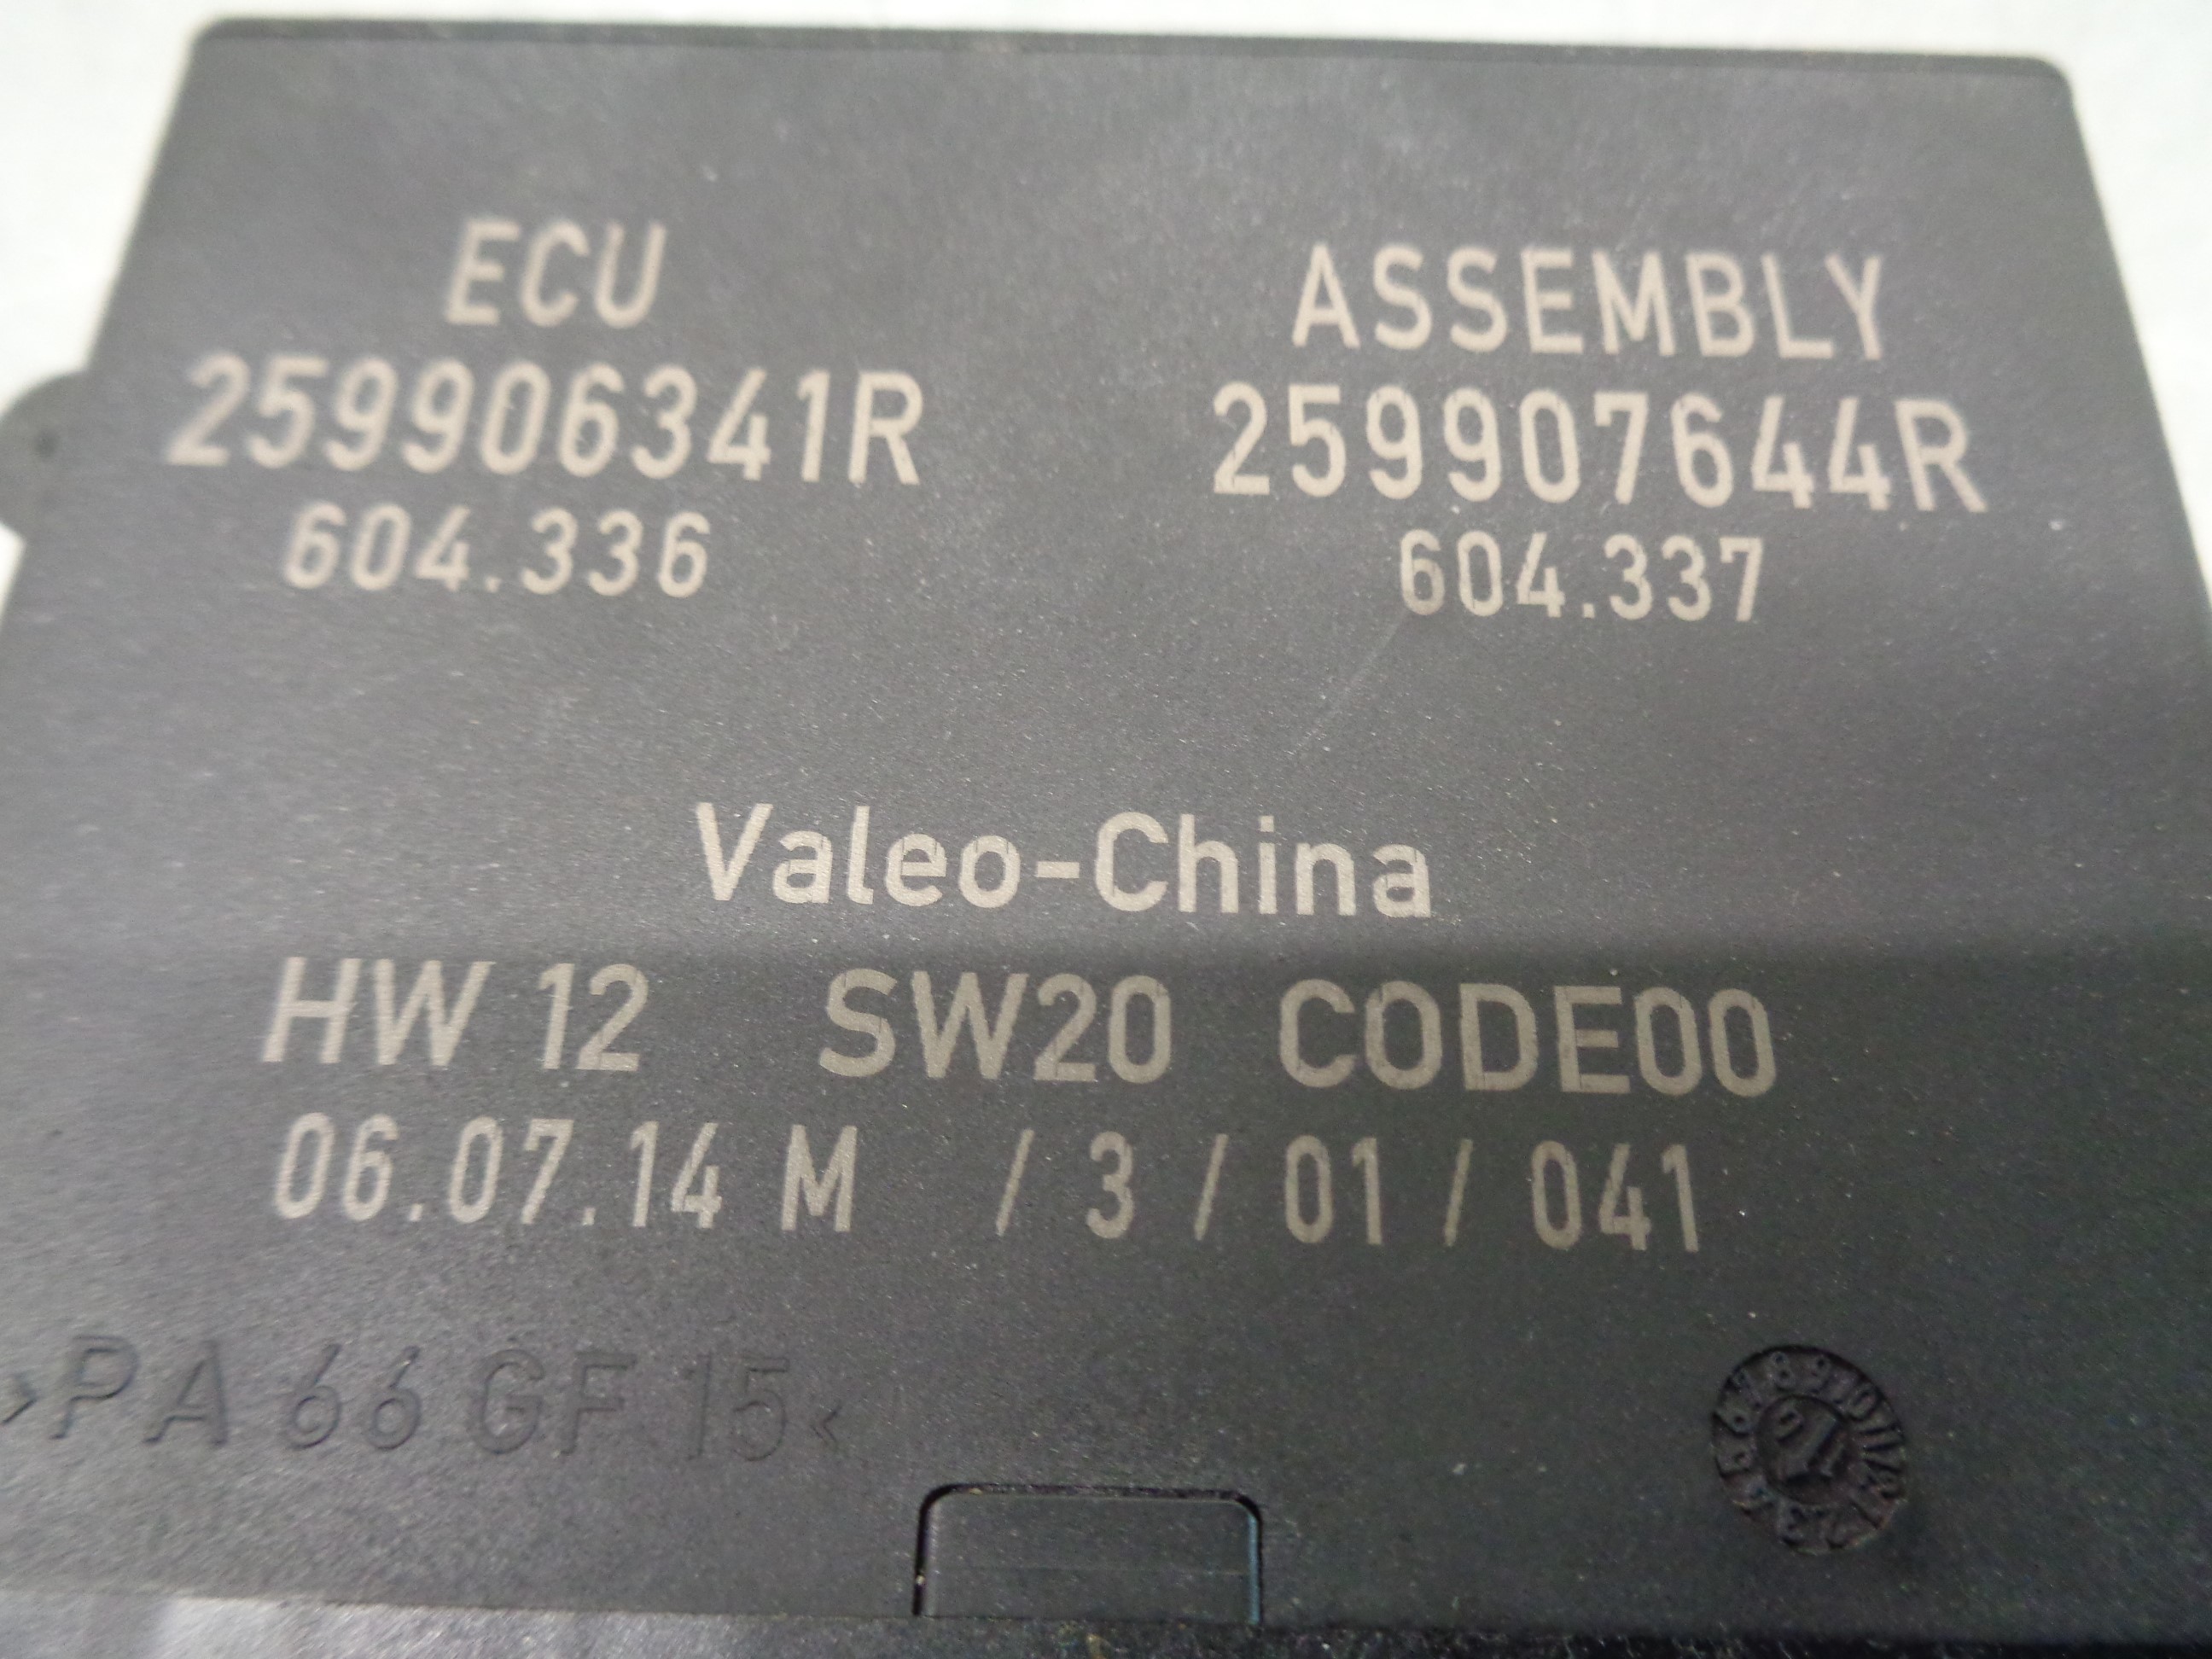 ECU ASSEMBLY
259906341R 259907644R
604.336 604.337
Valeo-China
HW 12 SW20 CODE00
06.07.14 M / 3 / 01 / 041
>PA 66 GF 15<